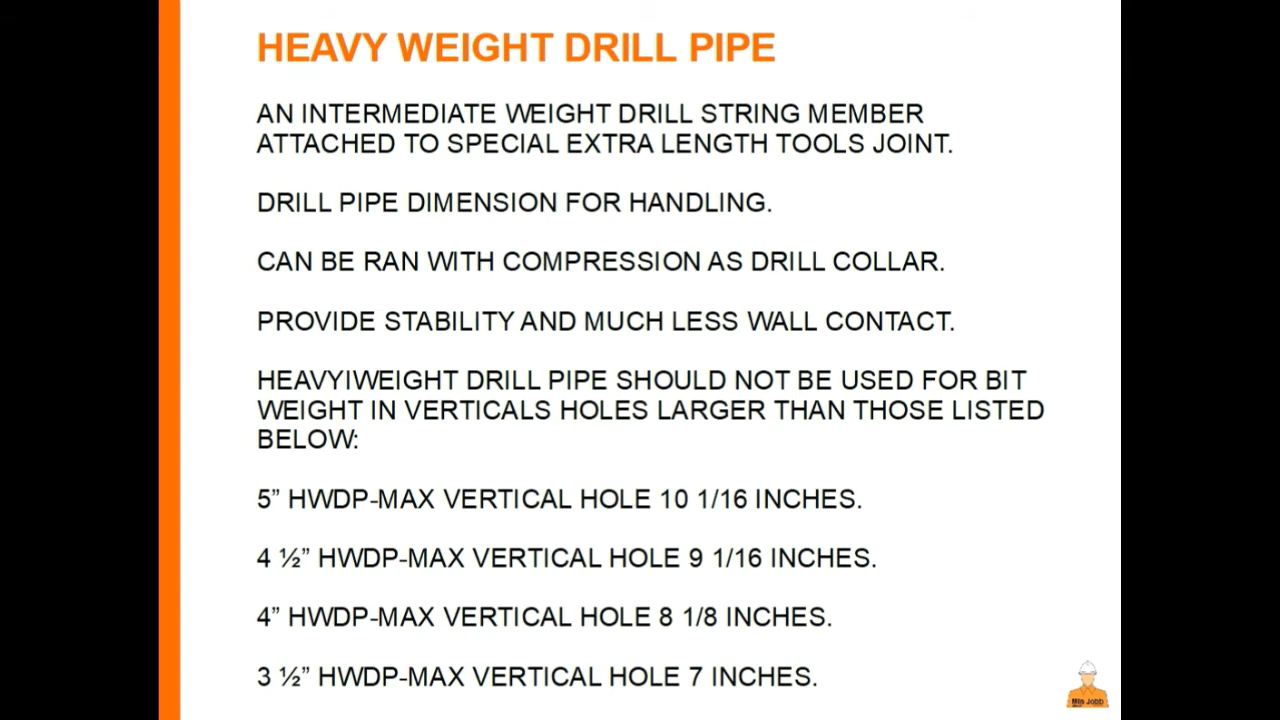 HEAVY WEIGHT DRILL PIPE
AN INTERMEDIATE WEIGHT DRILL STRING MEMBER
ATTACHED TO SPECIAL EXTRA LENGTH TOOLS JOINT.
DRILL PIPE DIMENSION FOR HANDLING.
CAN BE RAN WITH COMPRESSION AS DRILL COLLAR.
PROVIDE STABILITY AND MUCH LESS WALL CONTACT.
HEAVYIWEIGHT DRILL PIPE SHOULD NOT BE USED FOR BIT
WEIGHT IN VERTICALS HOLES LARGER THAN THOSE LISTED
BELOW:
5” HWDP-MAX VERTICAL HOLE 10 1/16 INCHES.
4 ½” HWDP-MAX VERTICAL HOLE 9 1/16 INCHES.
4” HWDP-MAX VERTICAL HOLE 8 1/8 INCHES.
3 ½” HWDP-MAX VERTICAL HOLE 7 INCHES.